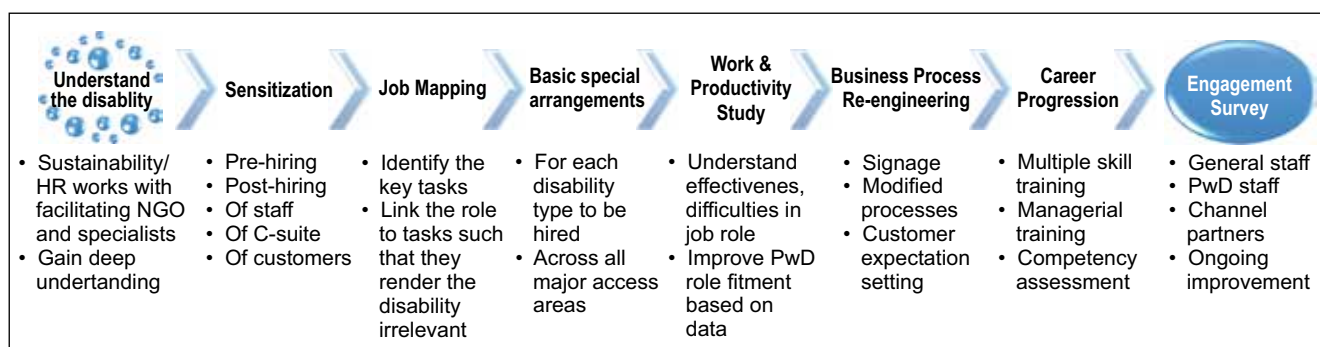 Understand
the disablity
Sensitization
Job Mapping
Basic special
arrangements
Work &
Productivity
Study
Business Process
Re-engineering
Career
Progression
Engagement
Survey
• Sustainability/
HR works with
facilitating NGO
and specialists
• Gain deep
undertanding
• Pre-hiring
• Post-hiring
• Of staff
• Of C-suite
• Of customers
• Identify the
key tasks
• Link the role
to tasks such
that they
render the
disability
irrelevant
• For each
disability
type to be
hired
• Across all
major access
areas
• Understand
effectivenes,
difficulties in
job role
• Improve PwD
role fitment
based on
data
• Signage
• Modified
processes
• Customer
expectation
setting
• Multiple skill
training
• Managerial
training
• Competency
assessment
• General staff
• PwD staff
• Channel
partners
• Ongoing
improvement